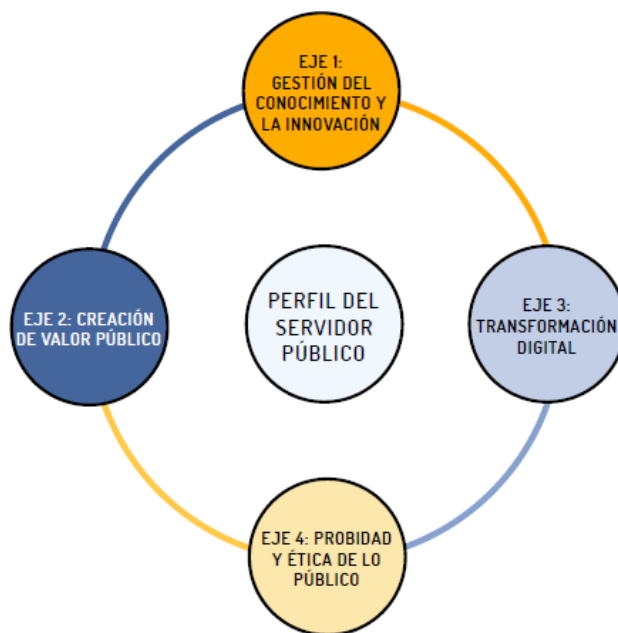 EJE 1:
GESTIÓN DEL
CONOCIMIENTO Y
LA INNOVACIÓN
EJE 2: CREACIÓN
DE VALOR PÚBLICO
PERFIL DEL
SERVIDOR
PÚBLICO
EJE 3:
TRANSFORMACIÓN
DIGITAL
EJE 4: PROBIDAD
Y ÉTICA DE LO
PÚBLICO